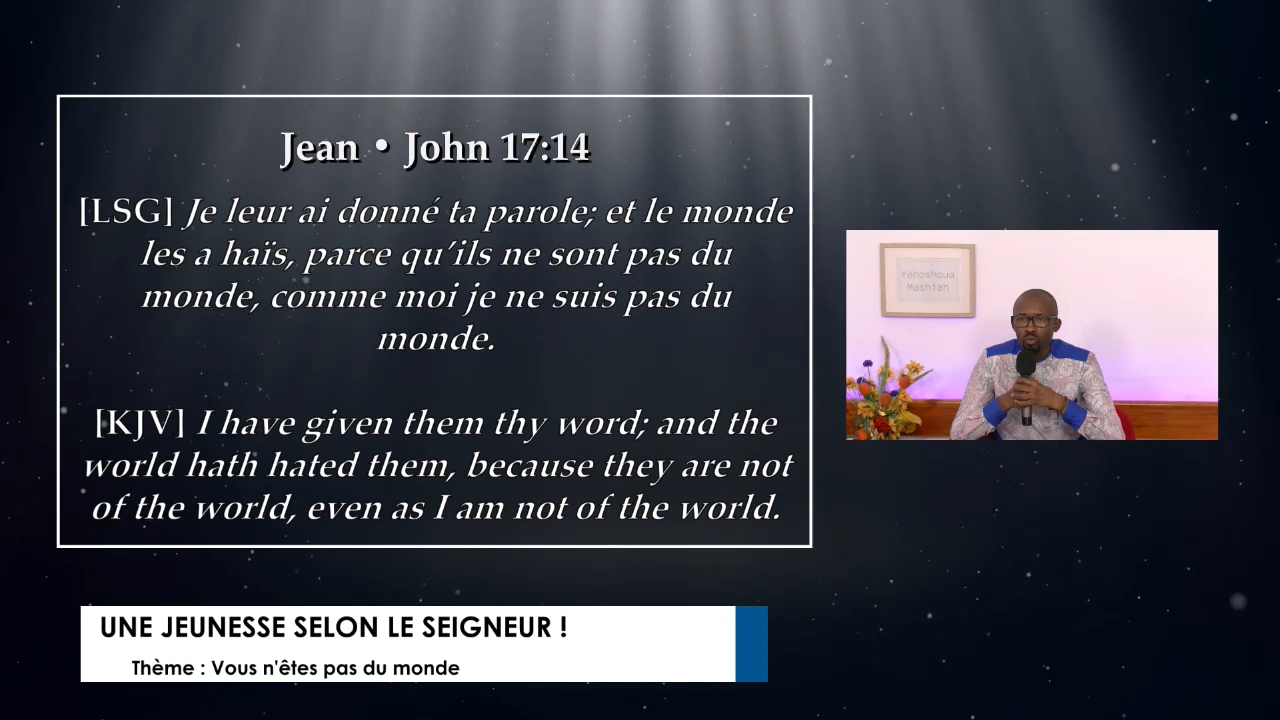 Jean • John 17:14
[LSG] Je leur ai donné ta parole; et le monde
les a haïs, parce qu’ils ne sont pas du
monde, comme moi je ne suis pas du
monde.
[KJV] I have given them thy word; and the
world hath hated them, because they are not
of the world, even as I am not of the world.
Yéhoshoua
Mashiah
UNE JEUNESSE SELON LE SEIGNEUR !
Thème : Vous n'êtes pas du monde